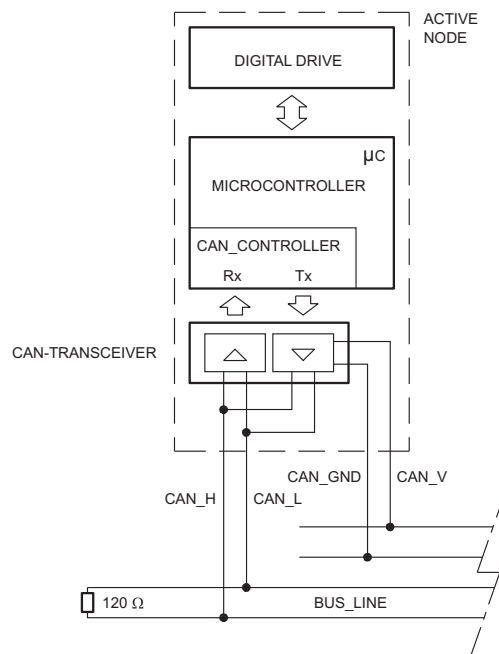 ACTIVE
NODE
DIGITAL DRIVE
μC
MICROCONTROLLER
CAN_CONTROLLER
Rx Tx
CAN-TRANSCEIVER
CAN_GND CAN_V
CAN_H CAN_L
120 Ω BUS_LINE